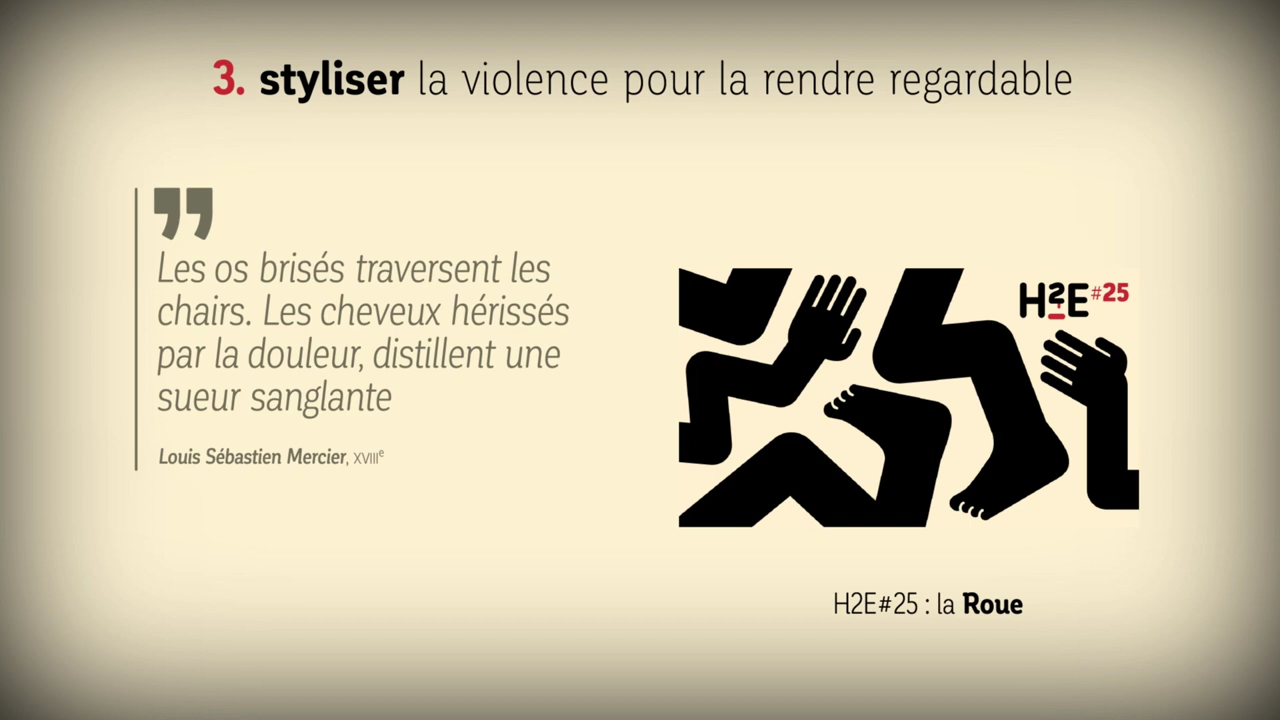 3. styliser la violence pour la rendre regardable
”
Les os brisés traversent les
chairs. Les cheveux hérissés
par la douleur, distillent une
sueur sanglante
Louis Sébastien Mercier, XVIIIe
H2E#25
H2E#25 : la Roue